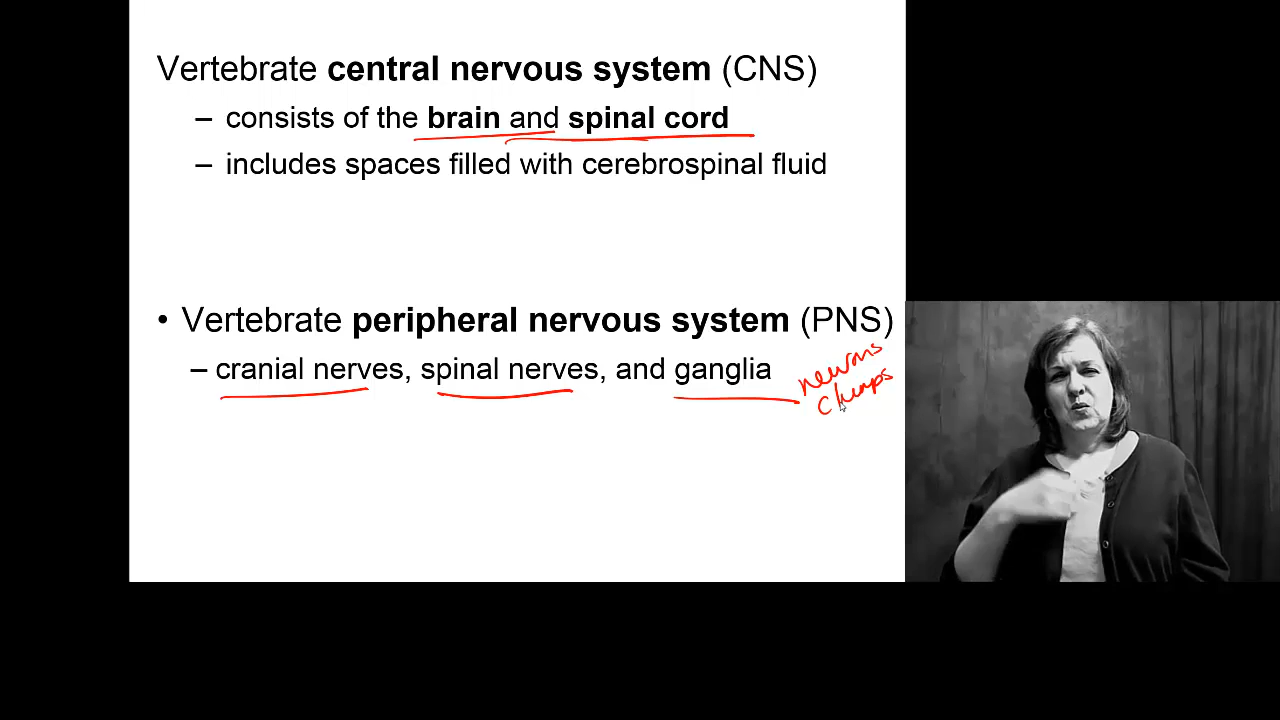 Vertebrate central nervous system (CNS)
– consists of the brain and spinal cord
– includes spaces filled with cerebrospinal fluid
• Vertebrate peripheral nervous system (PNS)
– cranial nerves, spinal nerves, and ganglia
neurons
clumps